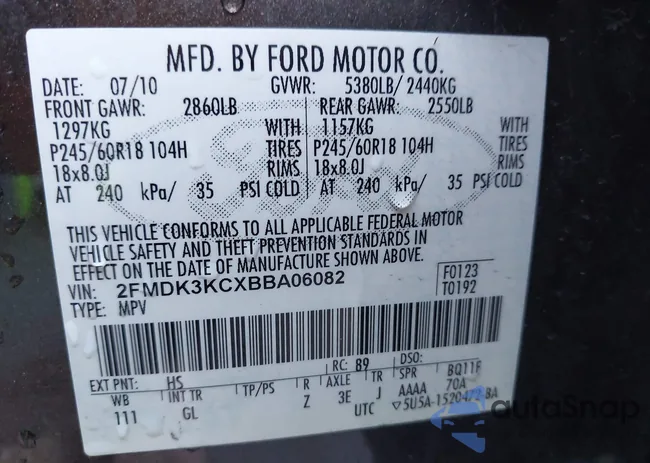 MFD. BY FORD MOTOR CO.
DATE: 07/10 GVWR: 5380LB/ 2440KG
FRONT GAWR: 2860LB REAR GAWR: 2550LB
1297KG WITH 1157KG WITH
P245/60R18 104H TIRES P245/60R18 104H TIRES
18x8.0J RIMS 18x8.0J RIMS
AT 240 kPa/ 35 PSI COLD AT 240 kPa/ 35 PSI COLD
THIS VEHICLE CONFORMS TO ALL APPLICABLE FEDERAL MOTOR
VEHICLE SAFETY AND THEFT PREVENTION STANDARDS IN
EFFECT ON THE DATE OF MANUFACTURE SHOWN ABOVE.
VIN: 2FMDK3KCXBBA06082 F0123
TYPE: MPV T0192
EXT PNT: HS RC: 89 DSO:
WB INT TR TP/PS R AXLE TR SPR BQ11F
111 GL Z 3E J AAAA 70A
UTC ▽5U5A-1520472-BA
autoSnap